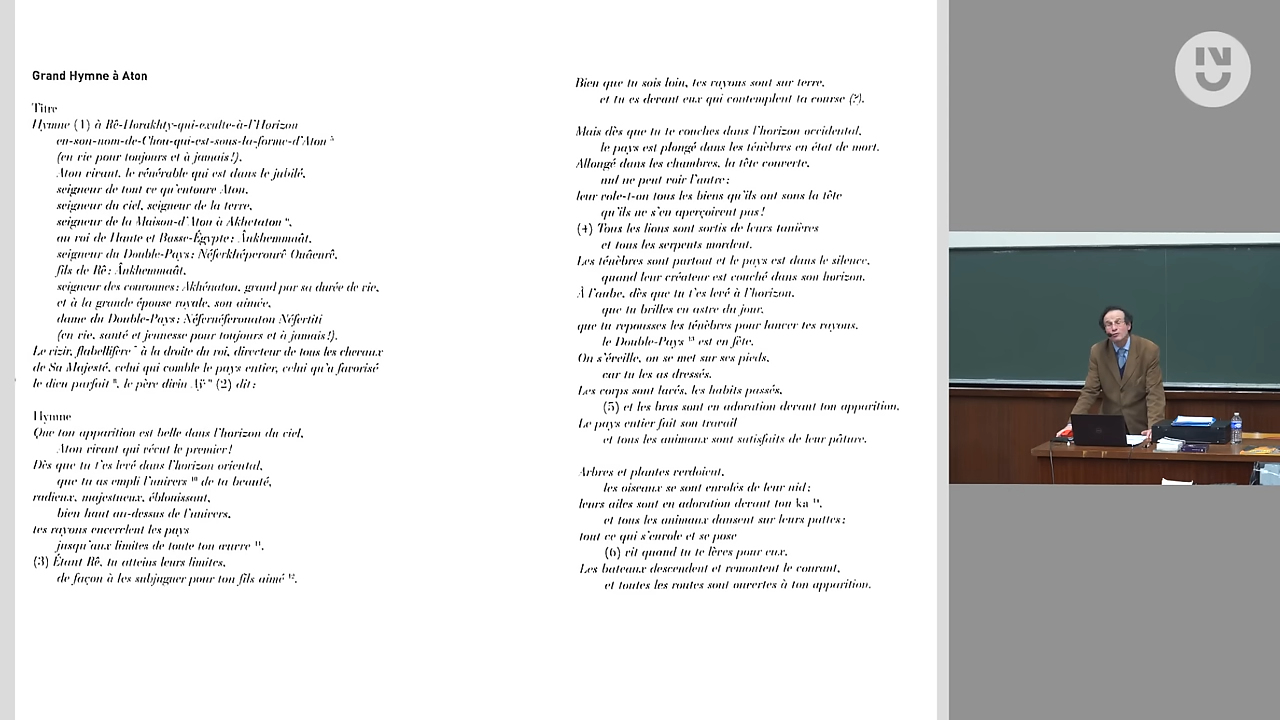 Grand Hymne à Aton
Titre
Hymne (1) à Rê-Horakhty-qui-exulte-à-l'Horizon
en-son-nom-de-Chou-qui-est-sous-la-forme-d'Aton 5
(en vie pour toujours et à jamais!),
Aton vivant, le vénérable qui est dans le jubilé,
seigneur de tout ce qu'entoure Aton,
seigneur du ciel, seigneur de la terre,
seigneur de la Maison-d'Aton à Akhetaton 6,
au roi de Haute et Basse-Égypte: Ânkhemmaât,
seigneur du Double-Pays: Néferkhéperourê Ouâenrê,
fils de Rê: Ânkhemmaât,
seigneur des couronnes: Akhénaton, grand par sa durée de vie,
et à la grande épouse royale, son aimée,
dame du Double-Pays: Néfernéferouaton Néfertiti
(en vie, santé et jeunesse pour toujours et à jamais!).
Le vizir, flabellifère 7 à la droite du roi, directeur de tous les chevaux
de Sa Majesté, celui qui comble le pays entier, celui qu'a favorisé
le dieu parfait 8, le père divin Aÿ 9 (2) dit:
Hymne
Que ton apparition est belle dans l'horizon du ciel,
Aton vivant qui vécut le premier!
Dès que tu t'es levé dans l'horizon oriental,
que tu as empli l'univers 10 de ta beauté,
radieux, majestueux, éblouissant,
bien haut au-dessus de l'univers,
tes rayons encerclent les pays
jusqu'aux limites de toute ton œuvre 11.
(3) Étant Rê, tu atteins leurs limites,
de façon à les subjuguer pour ton fils aimé 12.
Bien que tu sois loin, tes rayons sont sur terre,
et tu es devant eux qui contemplent ta course (?).
Mais dès que tu te couches dans l'horizon occidental,
le pays est plongé dans les ténèbres en état de mort.
Allongé dans les chambres, la tête couverte,
nul ne peut voir l'autre;
leur vole-t-on tous les biens qu'ils ont sous la tête
qu'ils ne s'en aperçoivent pas!
(4) Tous les lions sont sortis de leurs tanières
et tous les serpents mordent.
Les ténèbres sont partout et le pays est dans le silence,
quand leur créateur est couché dans son horizon.
À l'aube, dès que tu t'es levé à l'horizon,
que tu brilles en astre du jour,
que tu repousses les ténèbres pour lancer tes rayons,
le Double-Pays 13 est en fête.
On s'éveille, on se met sur ses pieds,
car tu les as dressés.
Les corps sont lavés, les habits passés,
(5) et les bras sont en adoration devant ton apparition.
Le pays entier fait son travail
et tous les animaux sont satisfaits de leur pâture.
Arbres et plantes verdoient,
les oiseaux se sont envolés de leur nid;
leurs ailes sont en adoration devant ton ka 14,
et tous les animaux dansent sur leurs pattes;
tout ce qui s'envole et se pose
(6) vit quand tu te lèves pour eux.
Les bateaux descendent et remontent le courant,
et toutes les routes sont ouvertes à ton apparition.